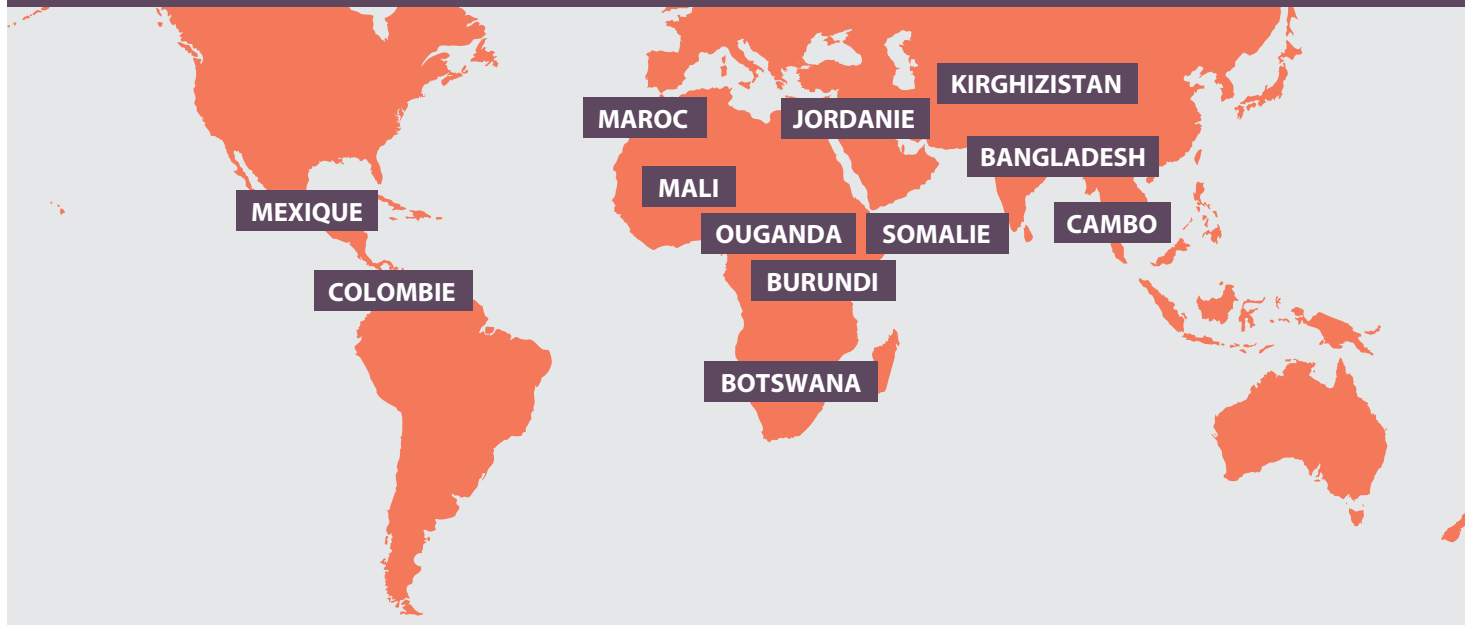 KIRGHIZISTAN
MAROC
JORDANIE
BANGLADESH
MALI
MEXIQUE
CAMBO
OUGANDA
SOMALIE
BURUNDI
COLOMBIE
BOTSWANA